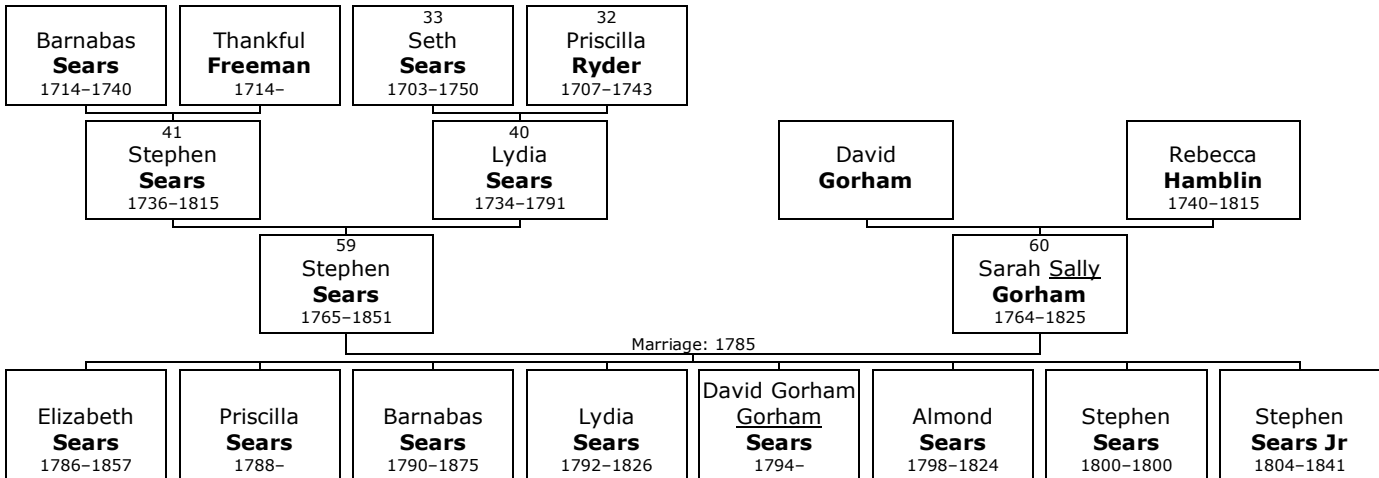 Barnabas
Sears
1714–1740
Thankful
Freeman
1714–
33
Seth
Sears
1703–1750
32
Priscilla
Ryder
1707–1743
41
Stephen
Sears
1736–1815
40
Lydia
Sears
1734–1791
David
Gorham
Rebecca
Hamblin
1740–1815
59
Stephen
Sears
1765–1851
60
Sarah Sally
Gorham
1764–1825
Marriage: 1785
Elizabeth
Sears
1786–1857
Priscilla
Sears
1788–
Barnabas
Sears
1790–1875
Lydia
Sears
1792–1826
David Gorham
Gorham
Sears
1794–
Almond
Sears
1798–1824
Stephen
Sears
1800–1800
Stephen
Sears Jr
1804–1841